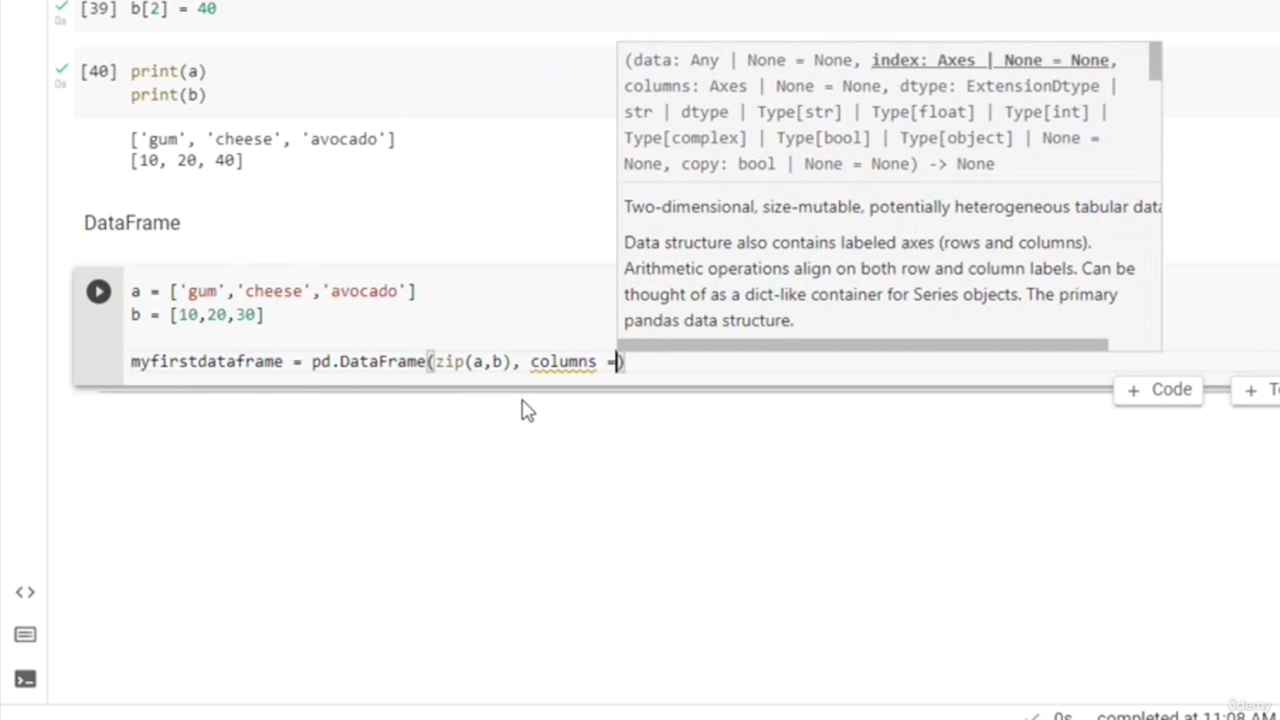 [39] b[2] = 40
0s
[40] print(a)
0s
print(b)
['gum', 'cheese', 'avocado']
[10, 20, 40]
(data: Any | None = None, index: Axes | None = None,
columns: Axes | None = None, dtype: ExtensionDtype |
str | dtype | Type[str] | Type[float] | Type[int] |
Type[complex] | Type[bool] | Type[object] | None =
None, copy: bool | None = None) -> None
Two-dimensional, size-mutable, potentially heterogeneous tabular data
Data structure also contains labeled axes (rows and columns).
Arithmetic operations align on both row and column labels. Can be
thought of as a dict-like container for Series objects. The primary
pandas data structure.
DataFrame
a = ['gum','cheese','avocado']
b = [10,20,30]
myfirstdataframe = pd.DataFrame(zip(a,b), columns =)
+ Code
+ T
0s completed at 11:08 AM
ûdemy